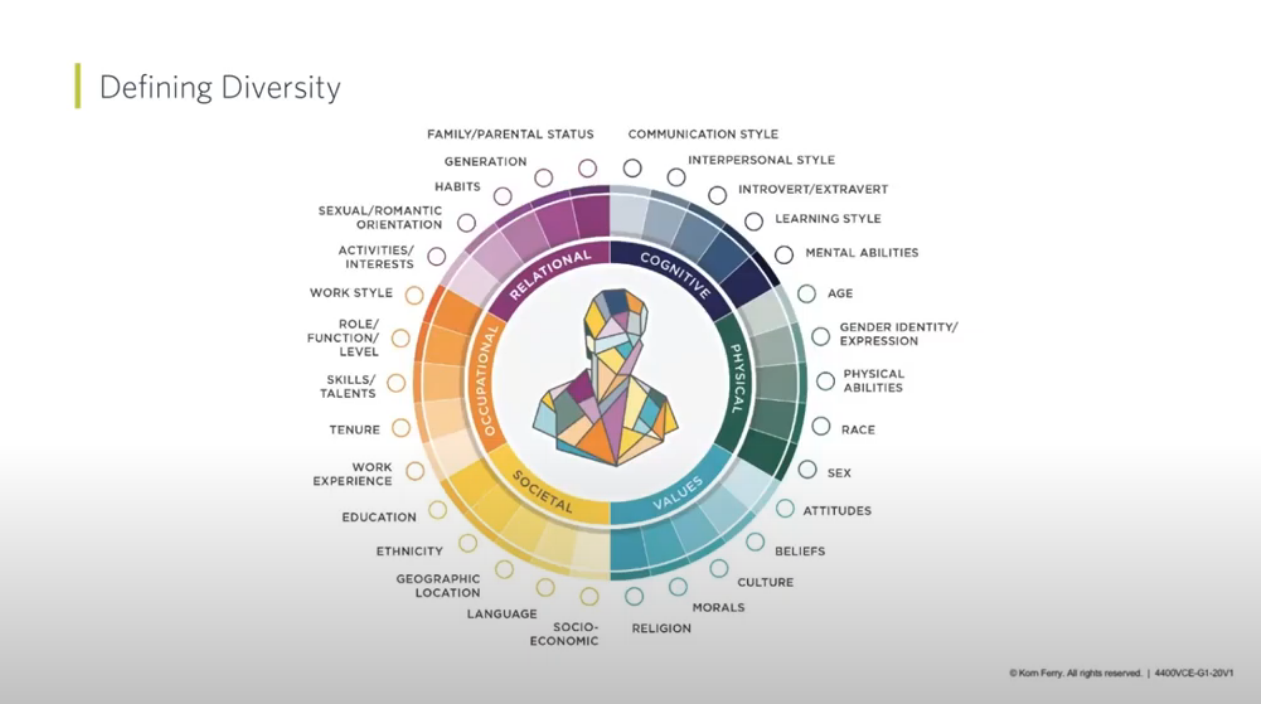 Defining Diversity
FAMILY/PARENTAL STATUS
GENERATION
HABITS
SEXUAL/ROMANTIC
ORIENTATION
ACTIVITIES/
INTERESTS
WORK STYLE
ROLE/
FUNCTION/
LEVEL
SKILLS/
TALENTS
TENURE
WORK
EXPERIENCE
EDUCATION
ETHNICITY
GEOGRAPHIC
LOCATION
LANGUAGE
SOCIO-
ECONOMIC
COMMUNICATION STYLE
INTERPERSONAL STYLE
INTROVERT/EXTRAVERT
LEARNING STYLE
MENTAL ABILITIES
AGE
GENDER IDENTITY/
EXPRESSION
PHYSICAL
ABILITIES
RACE
SEX
ATTITUDES
BELIEFS
CULTURE
MORALS
RELIGION
RELATIONAL
COGNITIVE
PHYSICAL
VALUES
SOCIETAL
OCCUPATIONAL
© Korn Ferry. All rights reserved. | 4400VCE-G1-20V1